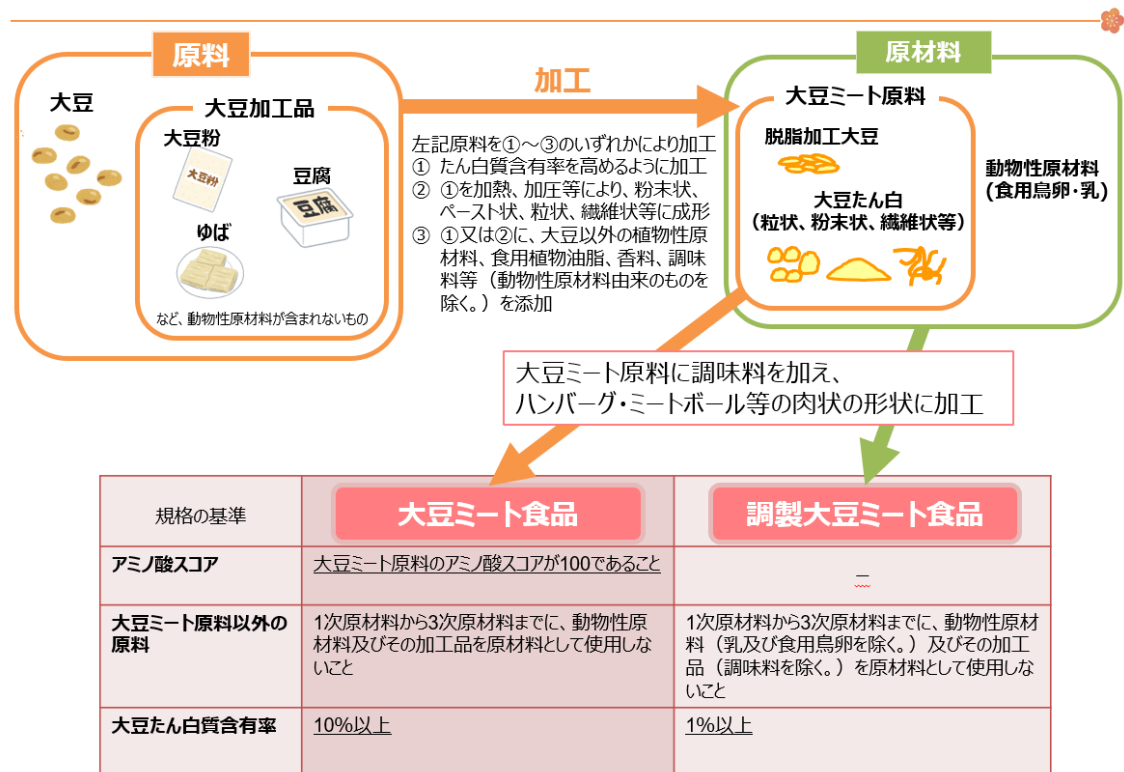 原料
大豆
大豆加工品
大豆粉
大豆粉
豆腐
豆腐
ゆば
など、動物性原材料が含まれないもの
加工
左記原料を①～③のいずれかにより加工
① たん白質含有率を高めるように加工
② ①を加熱、加圧等により、粉末状、
ペースト状、粒状、繊維状等に成形
③ ①又は②に、大豆以外の植物性原
材料、食用植物油脂、香料、調味
料等（動物性原材料由来のものを
除く。）を添加
原材料
大豆ミート原料
脱脂加工大豆
大豆たん白
（粒状、粉末状、繊維状等）
動物性原材料
(食用鳥卵・乳)
大豆ミート原料に調味料を加え、
ハンバーグ・ミートボール等の肉状の形状に加工
規格の基準
大豆ミート食品
調製大豆ミート食品
アミノ酸スコア
大豆ミート原料のアミノ酸スコアが100であること
－
大豆ミート原料以外の
原料
1次原材料から3次原材料までに、動物性原
材料及びその加工品を原材料として使用しな
いこと
1次原材料から3次原材料までに、動物性原材
料（乳及び食用鳥卵を除く。）及びその加工
品（調味料を除く。）を原材料として使用しな
いこと
大豆たん白質含有率
10%以上
1%以上